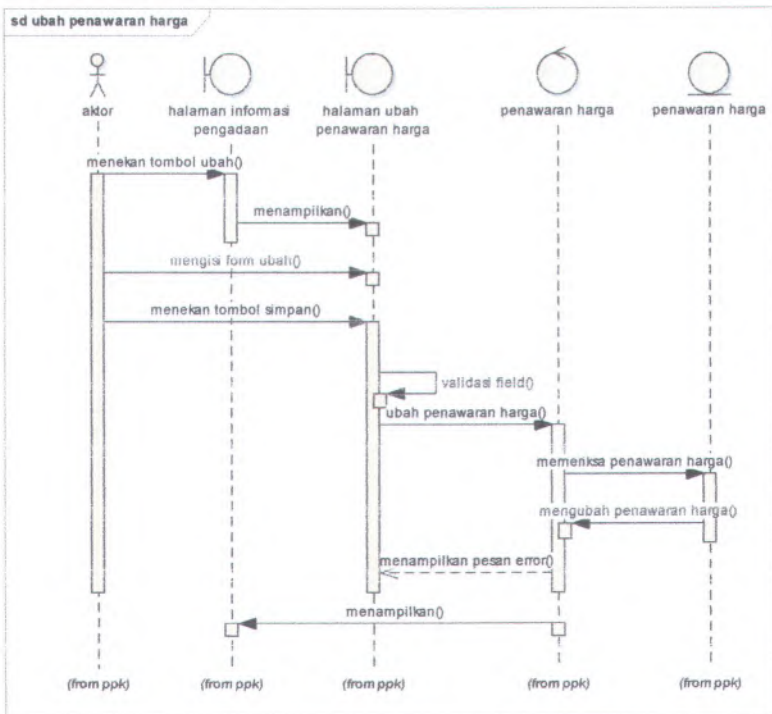 sd ubah penawaran harga
aktor
halaman informasi
pengadaan
halaman ubah
penawaran harga
penawaran harga
penawaran harga
menekan tombol ubah()
menampilkan()
mengisi form ubah()
menekan tombol simpan()
validasi field()
ubah penawaran harga()
memeriksa penawaran harga()
mengubah penawaran harga()
menampilkan pesan error()
menampilkan()
(from ppk)
(from ppk)
(from ppk)
(from ppk)
(from ppk)